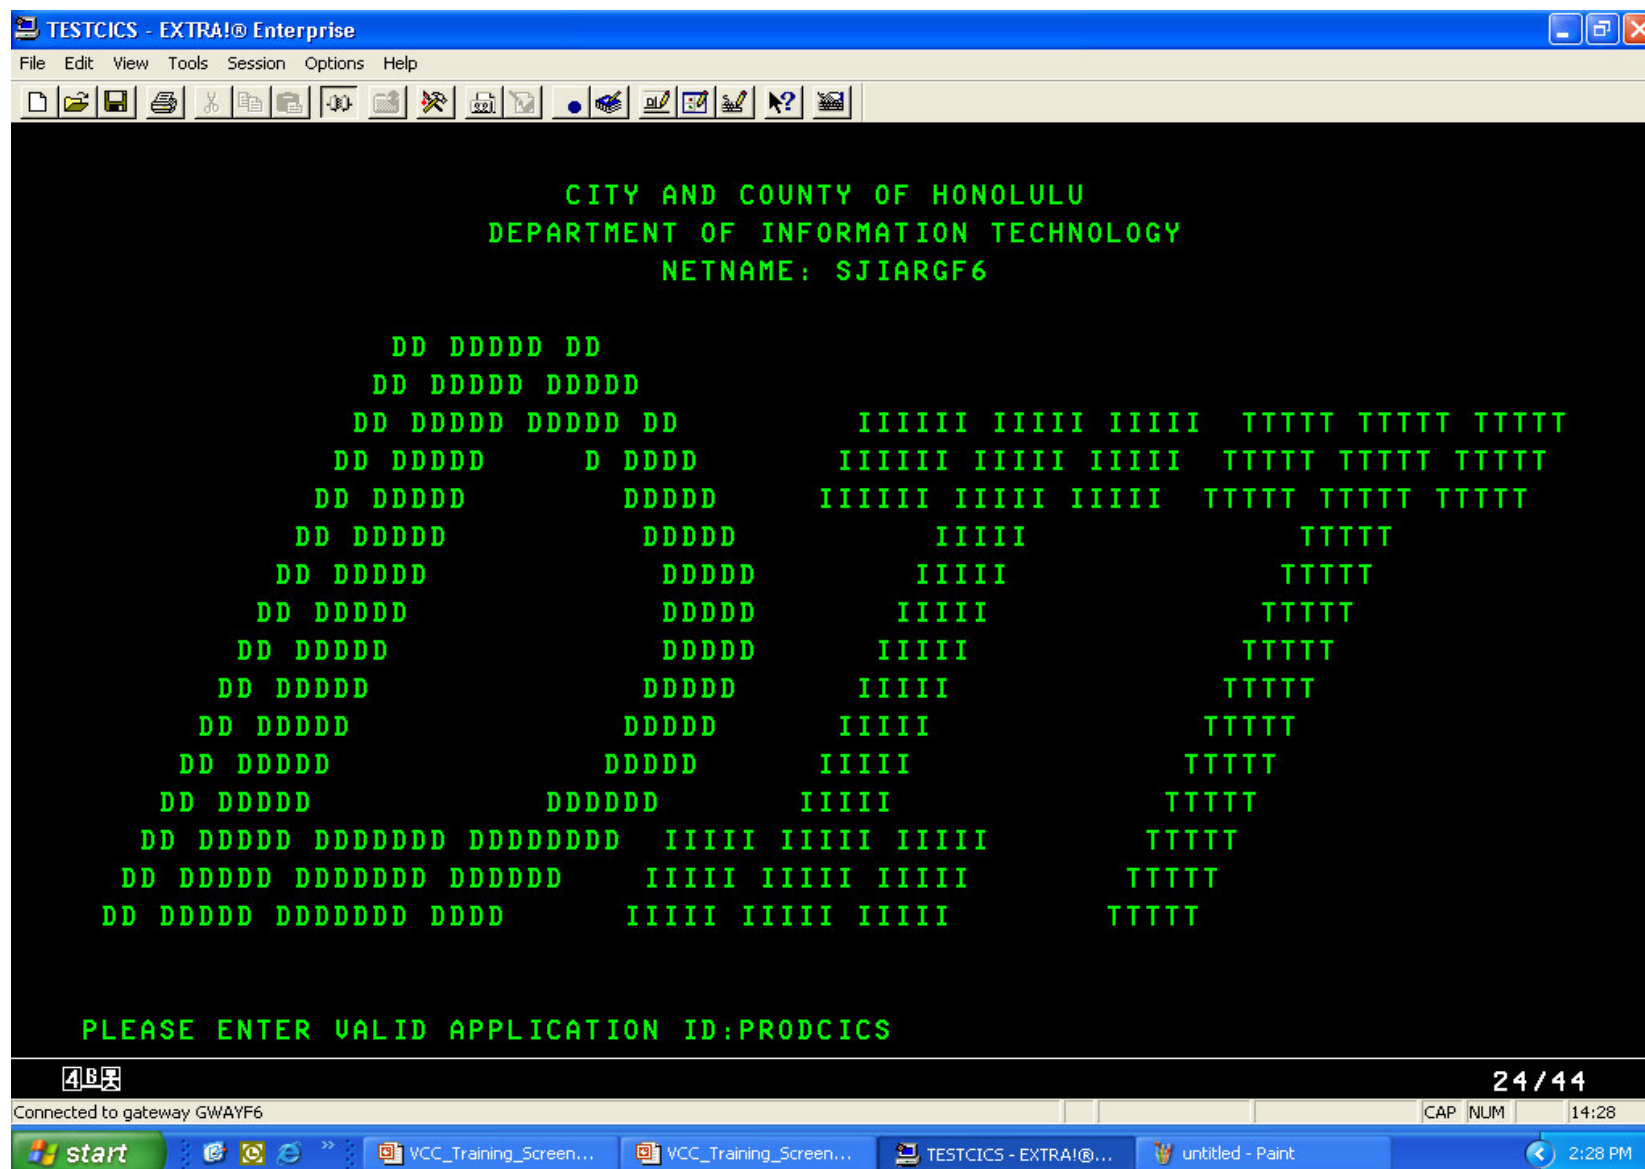 TESTCICS - EXTRA!® Enterprise
File Edit View Tools Session Options Help
CITY AND COUNTY OF HONOLULU
DEPARTMENT OF INFORMATION TECHNOLOGY
NETNAME: SJIARGF6
DD DDDDD DD
DD DDDDD DDDDD
DD DDDDD DDDDD DD IIIIII IIIII IIIII TTTTT TTTTT TTTTT
DD DDDDD D DDDD IIIIII IIIII IIIII TTTTT TTTTT TTTTT
DD DDDDD DDDDD IIIIII IIIII IIIII TTTTT TTTTT TTTTT
DD DDDDD DDDDD IIIII TTTTT
DD DDDDD DDDDD IIIII TTTTT
DD DDDDD DDDDD IIIII TTTTT
DD DDDDD DDDDD IIIII TTTTT
DD DDDDD DDDDD IIIII TTTTT
DD DDDDD DDDDD IIIII TTTTT
DD DDDDD DDDDD IIIII TTTTT
DD DDDDD DDDDDD IIIII TTTTT
DD DDDDD DDDDDDD DDDDDDDD IIIII IIIII IIIII TTTTT
DD DDDDD DDDDDDD DDDDDD IIIII IIIII IIIII TTTTT
DD DDDDD DDDDDDD DDDD IIIII IIIII IIIII TTTTT
PLEASE ENTER VALID APPLICATION ID:PRODCICS
4B 24/44
Connected to gateway GWAYF6 CAP NUM 14:28
start VCC_Training_Screen... VCC_Training_Screen... TESTCICS - EXTRA!®... untitled - Paint 2:28 PM